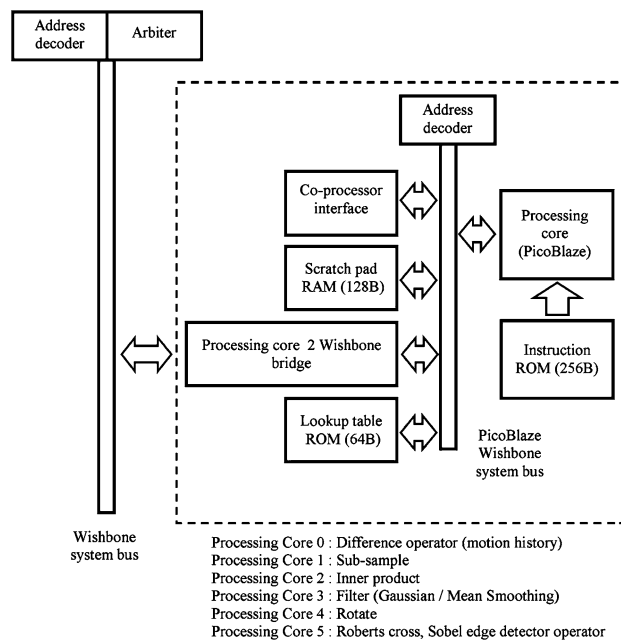 Address
decoder
Arbiter
Address
decoder
Co-processor
interface
Processing
core
(PicoBlaze)
Scratch pad
RAM (128B)
Processing core 2 Wishbone
bridge
Instruction
ROM (256B)
Lookup table
ROM (64B)
PicoBlaze
Wishbone
system bus
Wishbone
system bus
Processing Core 0 : Difference operator (motion history)
Processing Core 1 : Sub-sample
Processing Core 2 : Inner product
Processing Core 3 : Filter (Gaussian / Mean Smoothing)
Processing Core 4 : Rotate
Processing Core 5 : Roberts cross, Sobel edge detector operator